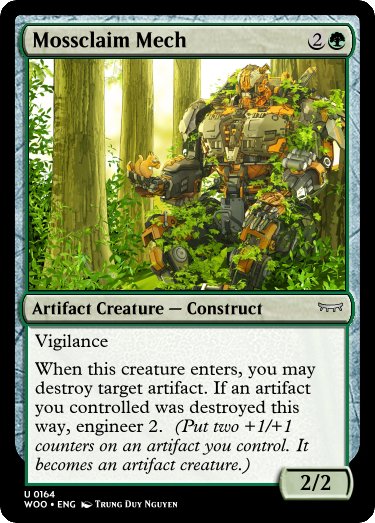 Mossclaim Mech 2
Artifact Creature — Construct
Vigilance
When this creature enters, you may
destroy target artifact. If an artifact
you controlled was destroyed this
way, engineer 2. (Put two +1/+1
counters on an artifact you control. It
becomes an artifact creature.)
2/2
U 0164
WOO • ENG Trung Duy Nguyen